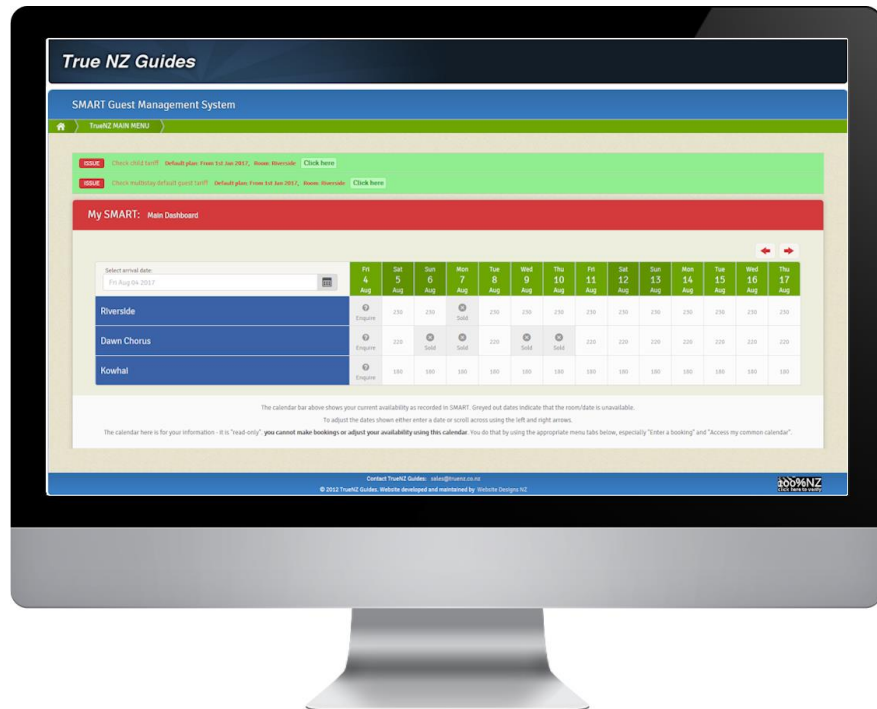 True NZ Guides
SMART Guest Management System
TrueNZ MAIN MENU
ISSUE Check child tariff Default plan: From 1st Jan 2017, Room: Riverside Click here
ISSUE Check multistay default guest tariff Default plan: From 1st Jan 2017, Room: Riverside Click here
My SMART: Main Dashboard
Select arrival date:
Fri Aug 04 2017
Fri Sat Sun Mon Tue Wed Thu Fri Sat Sun Mon Tue Wed Thu
4 5 6 7 8 9 10 11 12 13 14 15 16 17
Aug Aug Aug Aug Aug Aug Aug Aug Aug Aug Aug Aug Aug Aug
Riverside Enquire 230 230 Sold 230 230 230 230 230 230 230 230 230 230
Dawn Chorus Enquire 220 Sold Sold 220 Sold Sold 220 220 220 220 220 220 220
Kowhai Enquire 180 180 180 180 180 180 180 180 180 180 180 180 180
The calendar bar above shows your current availability as recorded in SMART. Greyed out dates indicate that the room/date is unavailable.
To adjust the dates shown either enter a date or scroll across using the left and right arrows.
The calendar here is for your information - it is "read-only": you cannot make bookings or adjust your availability using this calendar. You do that by using the appropriate menu tabs below, especially "Enter a booking" and "Access my common calendar".
Contact TrueNZ Guides: sales@truenz.co.nz
© 2012 TrueNZ Guides. Website developed and maintained by Website Designs NZ
100%NZ
click here to verify